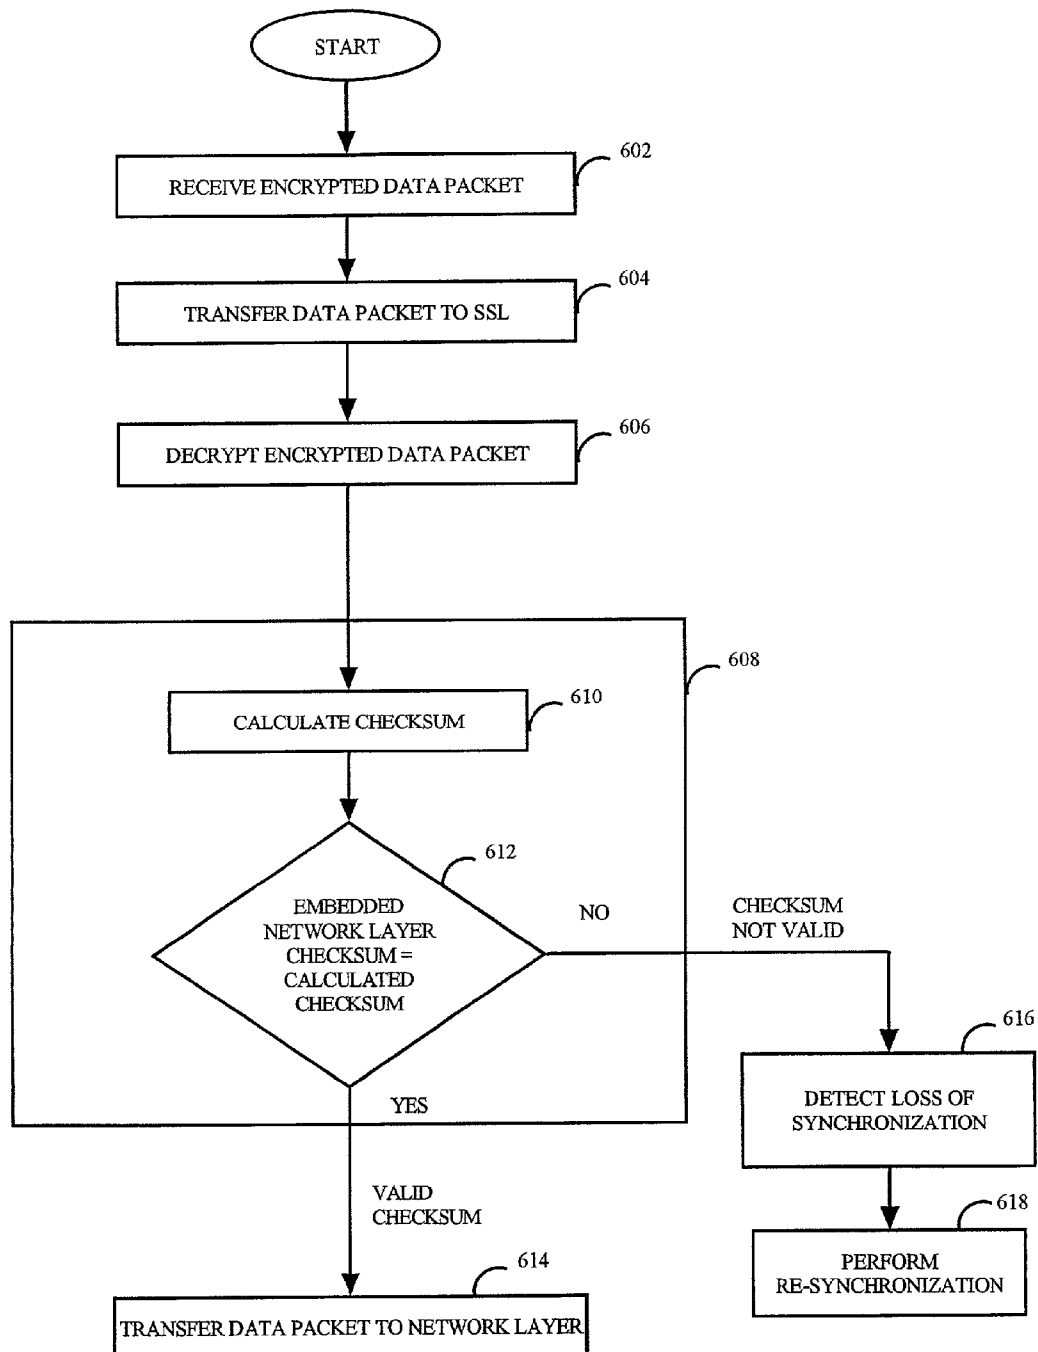 START
602
RECEIVE ENCRYPTED DATA PACKET
604
TRANSFER DATA PACKET TO SSL
606
DECRYPT ENCRYPTED DATA PACKET
608
610
CALCULATE CHECKSUM
612
EMBEDDED
NETWORK LAYER
CHECKSUM =
CALCULATED
CHECKSUM
NO
CHECKSUM
NOT VALID
616
DETECT LOSS OF
SYNCHRONIZATION
YES
VALID
CHECKSUM
618
PERFORM
RE-SYNCHRONIZATION
614
TRANSFER DATA PACKET TO NETWORK LAYER